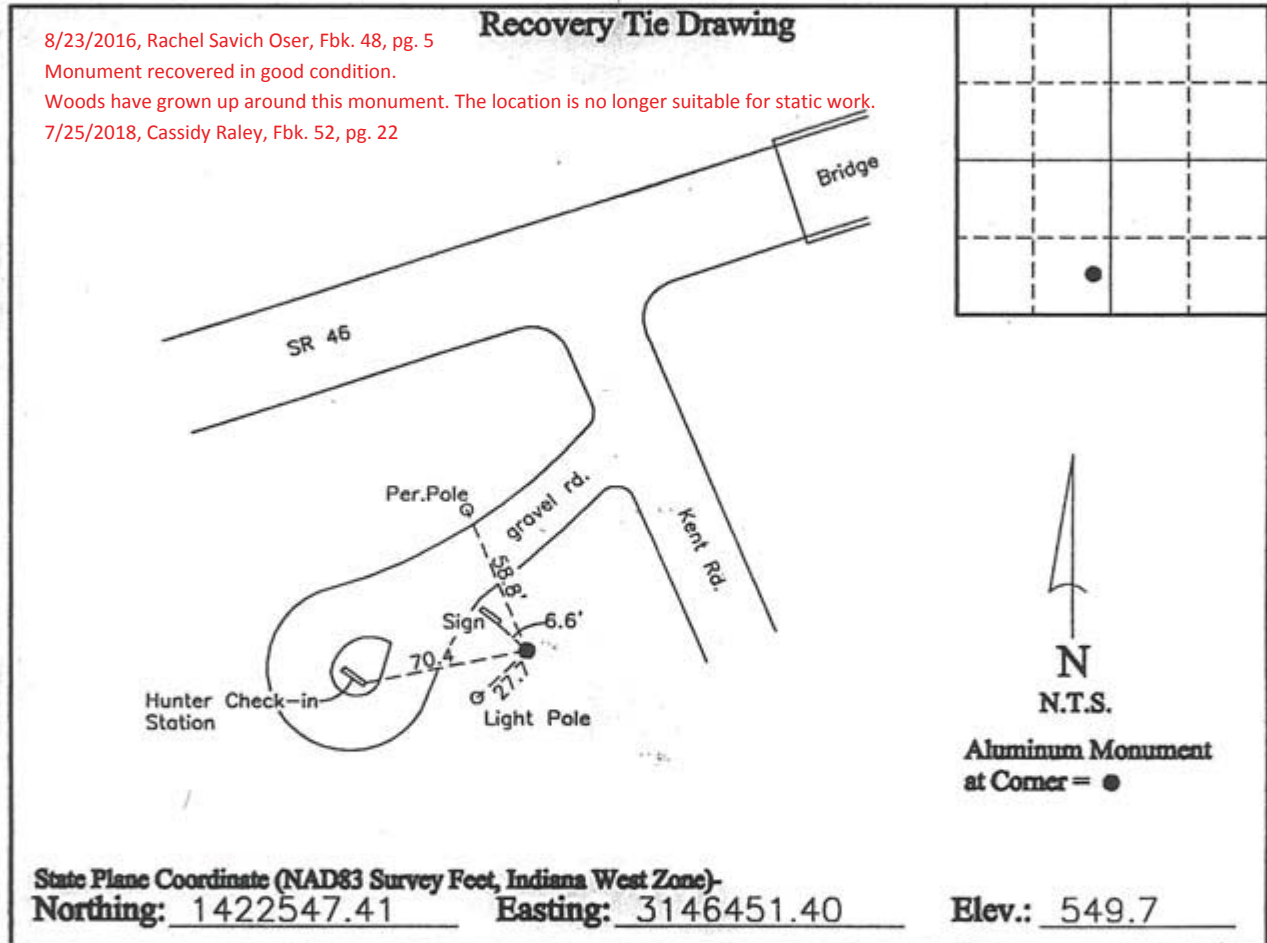 Recovery Tie Drawing
8/23/2016, Rachel Savich Oser, Fbk. 48, pg. 5
Monument recovered in good condition.
Woods have grown up around this monument. The location is no longer suitable for static work.
7/25/2018, Cassidy Raley, Fbk. 52, pg. 22
Bridge
SR 46
Per.Pole
gravel rd.
Kent Rd.
58.8'
Sign
6.6'
70.4
27.7
Hunter Check-in
Station
Light Pole
N
N.T.S.
Aluminum Monument
at Corner =
State Plane Coordinate (NAD83 Survey Feet, Indiana West Zone)-
Northing: 1422547.41 Easting: 3146451.40 Elev.: 549.7